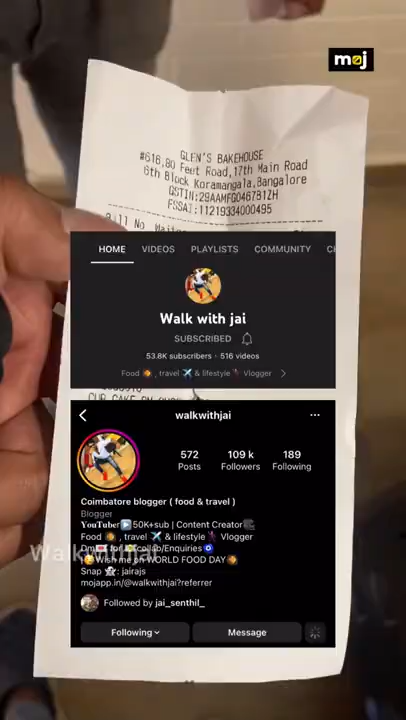 moj
GLEN'S BAKEHOUSE
#616,80 Feet Road,17th Main Road
6th Block Koramangala,Bangalore
GSTIN:29AAMFG0467B1ZH
FSSAI:11219334000495
Bill No
HOME VIDEOS PLAYLISTS COMMUNITY
Walk with jai
SUBSCRIBED
53.8K subscribers • 516 videos
Food 🥘 , travel ✈️ & lifestyle 🕺 Vlogger >
CUP CAKE
walkwithjai
572 109 k 189
Posts Followers Following
Coimbatore blogger ( food & travel )
Blogger
YouTuber▶️50K+sub | Content Creator
Food 🥘 , travel ✈️ & lifestyle 🕺 Vlogger
Dm for collab/Enquiries
Wish me on WORLD FOOD DAY
Snap 👻: jairajs
mojapp.in/@walkwithjai?referrer
Walkwithjai
Followed by jai_senthil_
Following Message